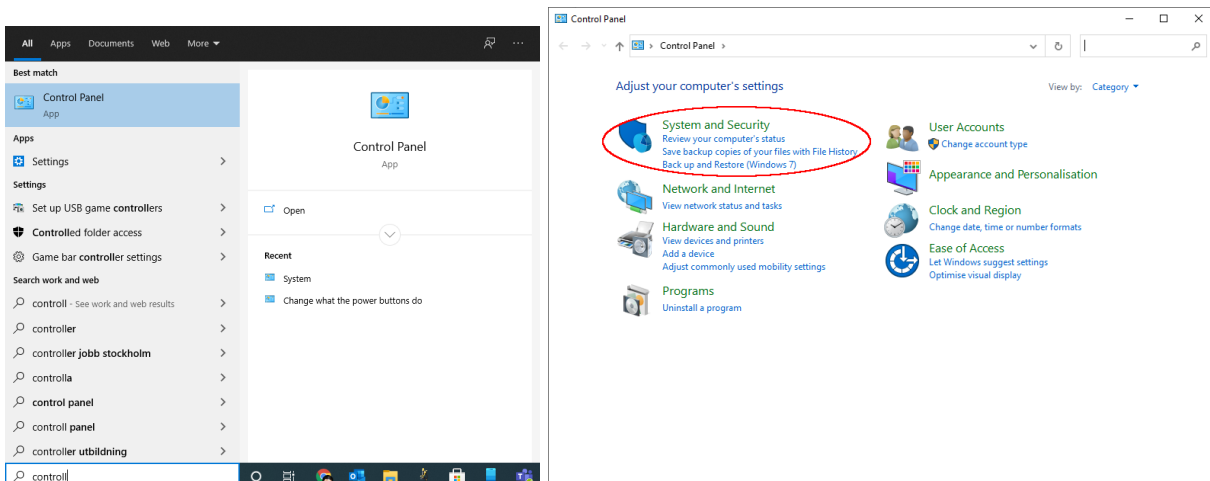 All Apps Documents Web More
Best match
Control Panel
App
Apps
Settings
Settings
Set up USB game controllers
Controlled folder access
Game bar controller settings
Search work and web
controll - See work and web results
controller
controller jobb stockholm
controlla
control panel
controll panel
controller utbildning
controll
Control Panel
App
Open
Recent
System
Change what the power buttons do
Control Panel
Control Panel
Adjust your computer's settings
View by: Category
System and Security
Review your computer's status
Save backup copies of your files with File History
Back up and Restore (Windows 7)
Network and Internet
View network status and tasks
Hardware and Sound
View devices and printers
Add a device
Adjust commonly used mobility settings
Programs
Uninstall a program
User Accounts
Change account type
Appearance and Personalisation
Clock and Region
Change date, time or number formats
Ease of Access
Let Windows suggest settings
Optimise visual display